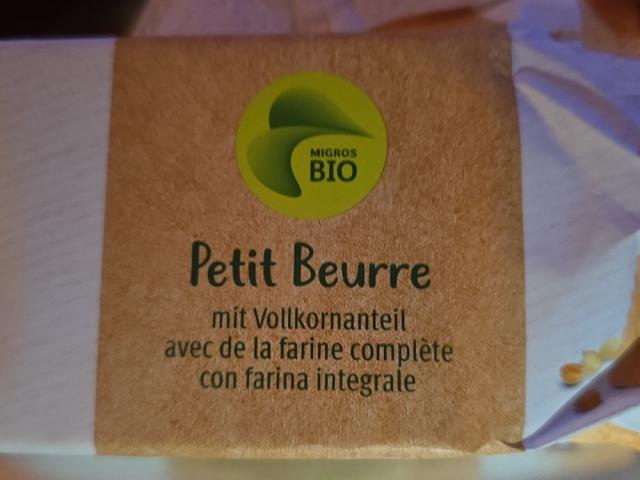 MIGROS
BIO
Petit Beurre
mit Vollkornanteil
avec de la farine complète
con farina integrale